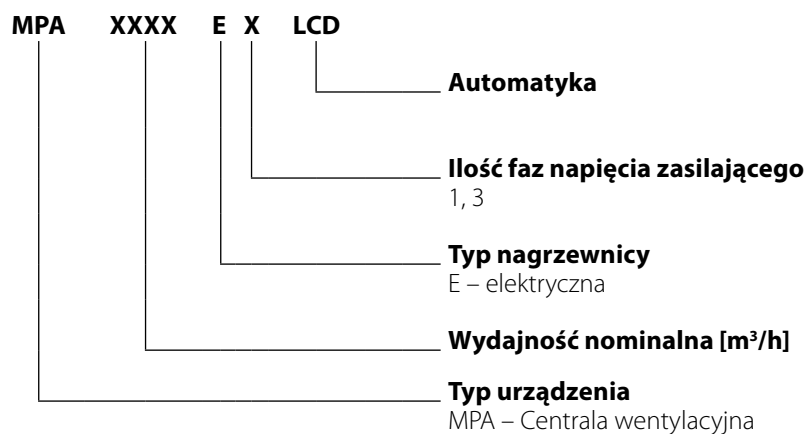 MPA XXXX E X LCD
Automatyka
Ilość faz napięcia zasilającego
1, 3
Typ nagrzewnicy
E – elektryczna
Wydajność nominalna [m³/h]
Typ urządzenia
MPA – Centrala wentylacyjna